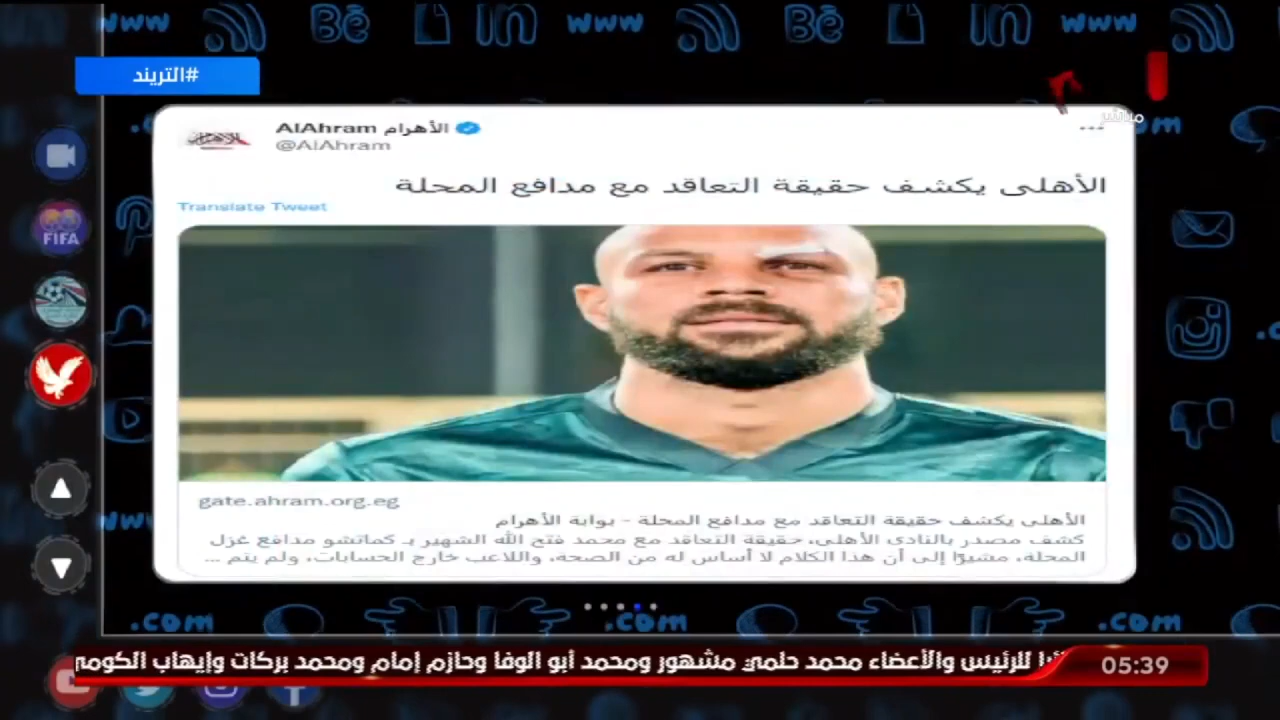 #التريند
مباشر
AlAhram الأهرام
@AlAhram
الأهلى يكشف حقيقة التعاقد مع مدافع المحلة
Translate Tweet
FIFA
gate.ahram.org.eg
الأهلى يكشف حقيقة التعاقد مع مدافع المحلة - بوابة الأهرام
كشف مصدر بالنادى الأهلى، حقيقة التعاقد مع محمد فتح الله الشهير بـ كماتشو مدافع غزل
المحلة، مشيرًا إلى أن هذا الكلام لا أساس له من الصحة، واللاعب خارج الحسابات، ولم يتم ...
للرئيس والأعضاء محمد حلمي مشهور ومحمد أبو الوفا وحازم إمام ومحمد بركات وإيهاب الكومي
05:39